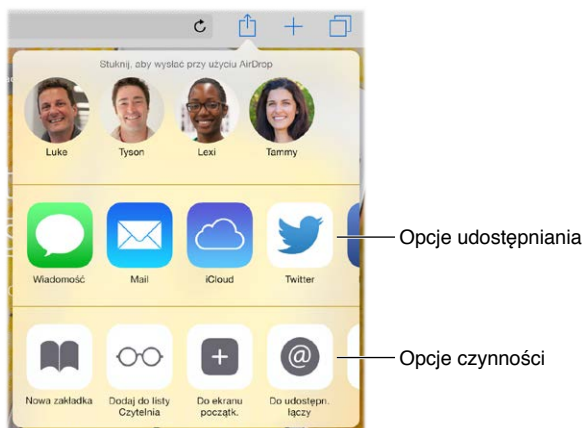 Stuknij, aby wysłać przy użyciu AirDrop
Luke
Tyson
Lexi
Tammy
Wiadomość
Mail
iCloud
Twitter
Opcje udostępniania
Nowa zakładka
Dodaj do listy
Czytelnia
Do ekranu
początk.
Do udostępn.
łączy
Opcje czynności